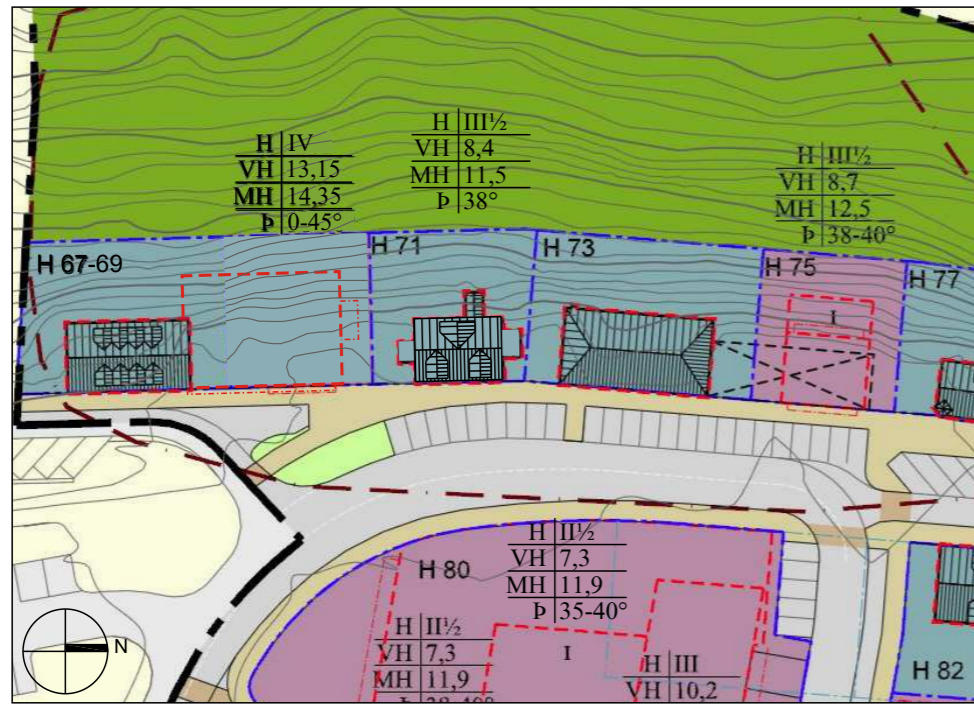 H IV
VH 13,15
MH 14,35
Þ 0-45°
H III½
VH 8,4
MH 11,5
Þ 38°
H III½
VH 8,7
MH 12,5
Þ 38-40°
H 67-69
H 71
H 73
H 75
H 77
I
H 80
H II½
VH 7,3
MH 11,9
Þ 35-40°
H II½
VH 7,3
MH 11,9
Þ 38-40°
I
H III
VH 10,2
H 82
N